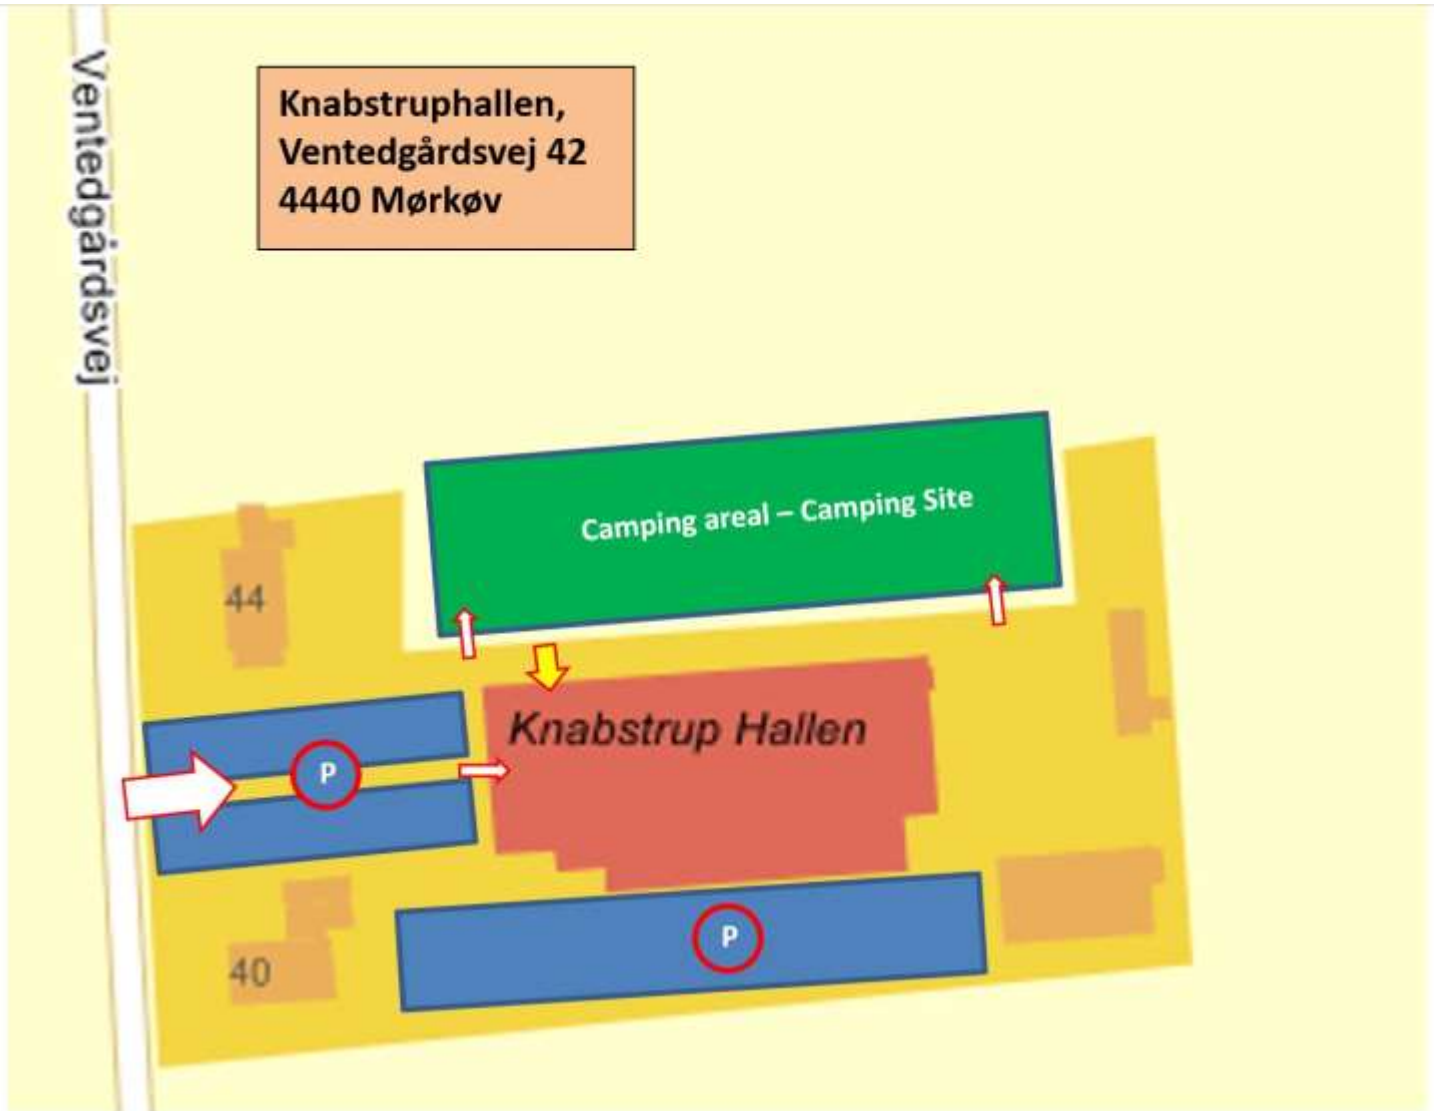 Ventedgårdsvej
Knabstruphallen,
Ventedgårdsvej 42
4440 Mørkøv
Camping areal – Camping Site
44
Knabstrup Hallen
P
P
40